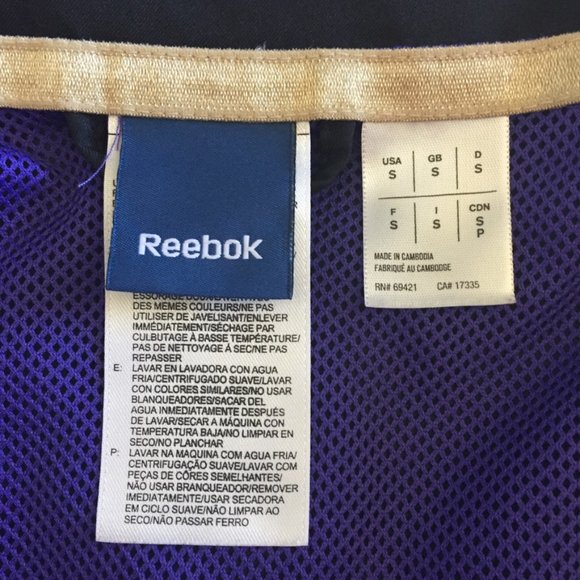 Reebok
DES MEMES COULEURS/NE PAS
UTILISER DE JAVELISANT/ENLEVER
IMMÉDIATEMENT/SÉCHAGE PAR
CULBUTAGE À BASSE TEMPÉRATURE/
PAS DE NETTOYAGE À SEC/NE PAS
REPASSER
E: LAVAR EN LAVADORA CON AGUA
FRIA/CENTRIFUGADO SUAVE/LAVAR
CON COLORES SIMILARES/NO USAR
BLANQUEADORES/SACAR DEL
AGUA INMEDIATAMENTE DESPUÉS
DE LAVAR/SECAR A MÁQUINA CON
TEMPERATURA BAJA/NO LIMPIAR EN
SECO/NO PLANCHAR
P: LAVAR NA MAQUINA COM AGUA FRIA/
CENTRIFUGAÇÃO SUAVE/LAVAR COM
PEÇAS DE CÔRES SEMELHANTES/
NÃO USAR BRANQUEADOR/REMOVER
IMEDIATAMENTE/USAR SECADORA
EM CICLO SUAVE/NÃO LIMPAR AO
SECO/NÃO PASSAR FERRO
USA GB D
S S S
F I CDN
S S S
P
MADE IN CAMBODIA
FABRIQUÉ AU CAMBODGE
RN# 69421 CA# 17335